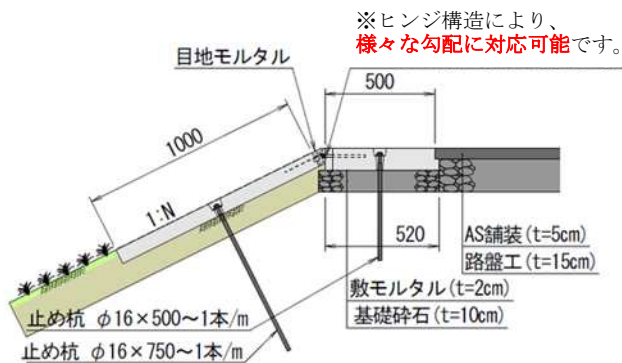 ※ヒンジ構造により、
様々な勾配に対応可能です。
目地モルタル
500
1000
1:N
520
AS舗装(t=5cm)
路盤工(t=15cm)
敷モルタル(t=2cm)
基礎砕石(t=10cm)
止め杭 φ16×500~1本/m
止め杭 φ16×750~1本/m